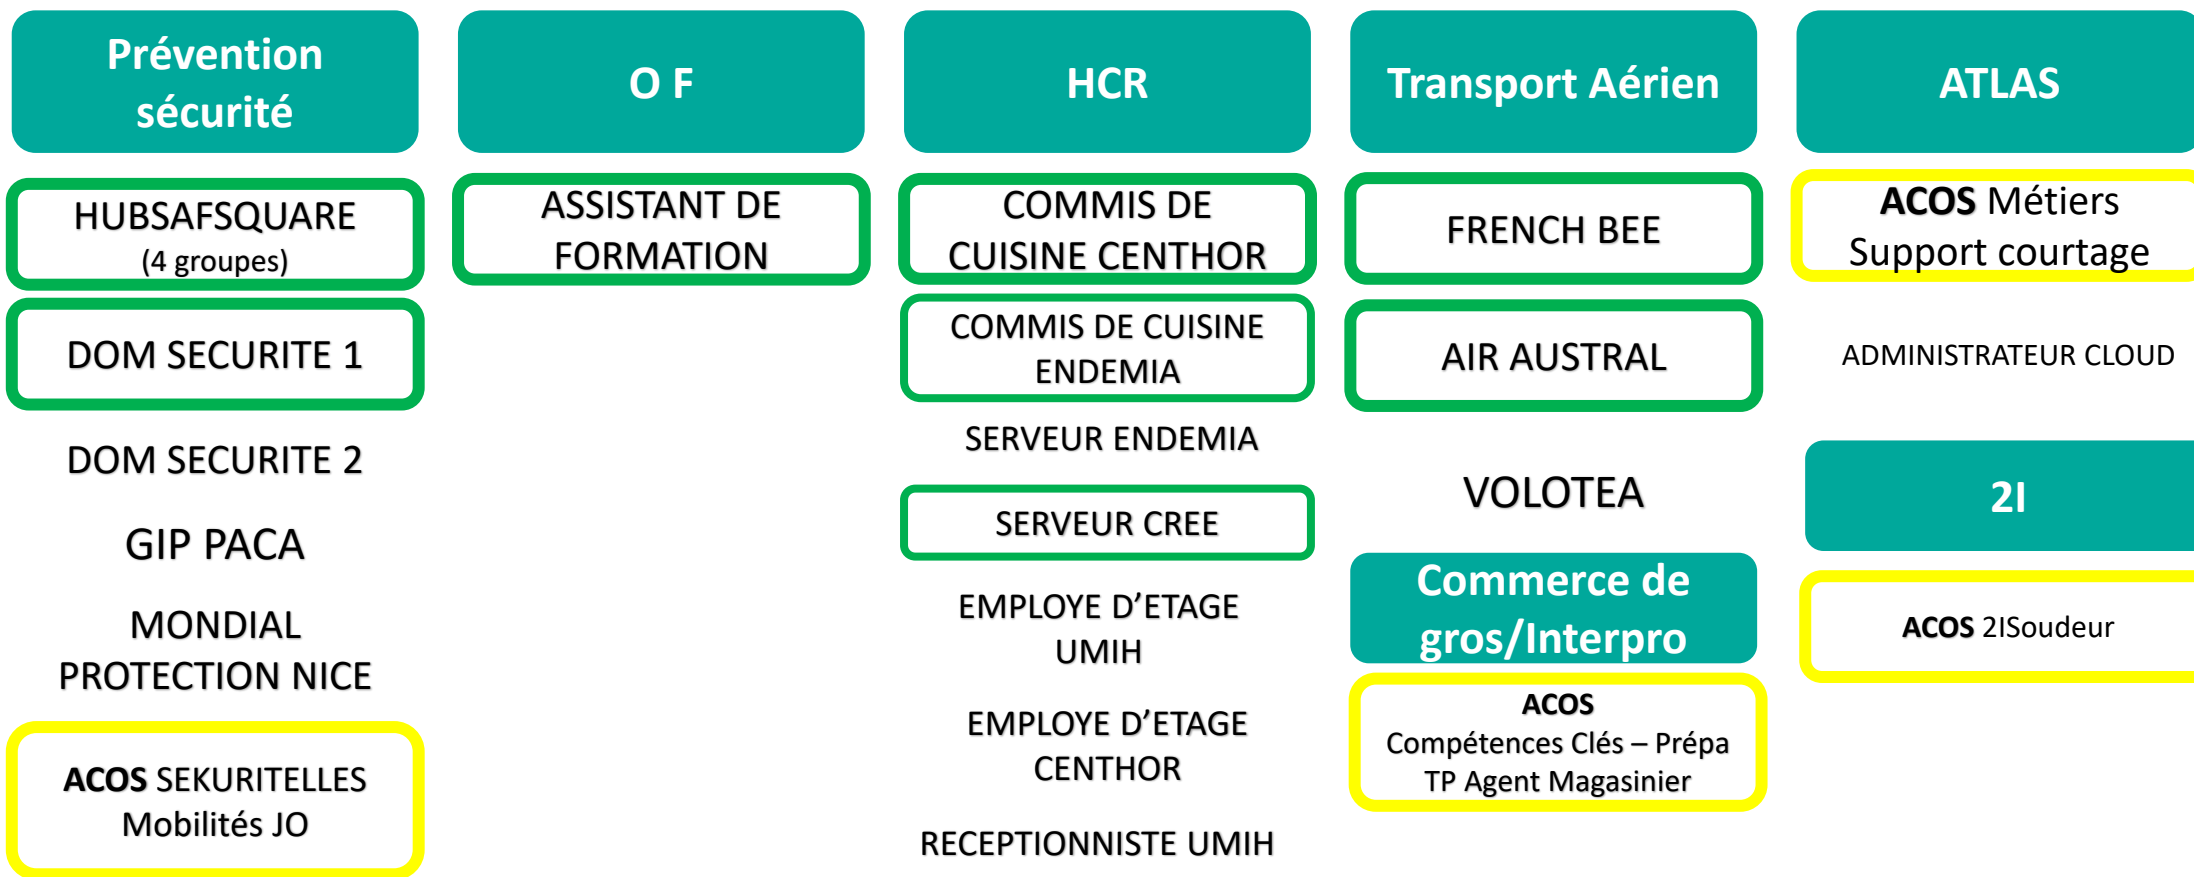 Prévention
sécurité
HUBSAFSQUARE
(4 groupes)
DOM SECURITE 1
DOM SECURITE 2
GIP PACA
MONDIAL
PROTECTION NICE
ACOS SEKURITELLES
Mobilités JO
O F
ASSISTANT DE
FORMATION
HCR
COMMIS DE
CUISINE CENTHOR
COMMIS DE CUISINE
ENDEMIA
SERVEUR ENDEMIA
SERVEUR CREE
EMPLOYE D’ETAGE
UMIH
EMPLOYE D’ETAGE
CENTHOR
RECEPTIONNISTE UMIH
Transport Aérien
FRENCH BEE
AIR AUSTRAL
VOLOTEA
Commerce de
gros/Interpro
ACOS
Compétences Clés – Prépa
TP Agent Magasinier
ATLAS
ACOS Métiers
Support courtage
ADMINISTRATEUR CLOUD
2I
ACOS 2ISoudeur